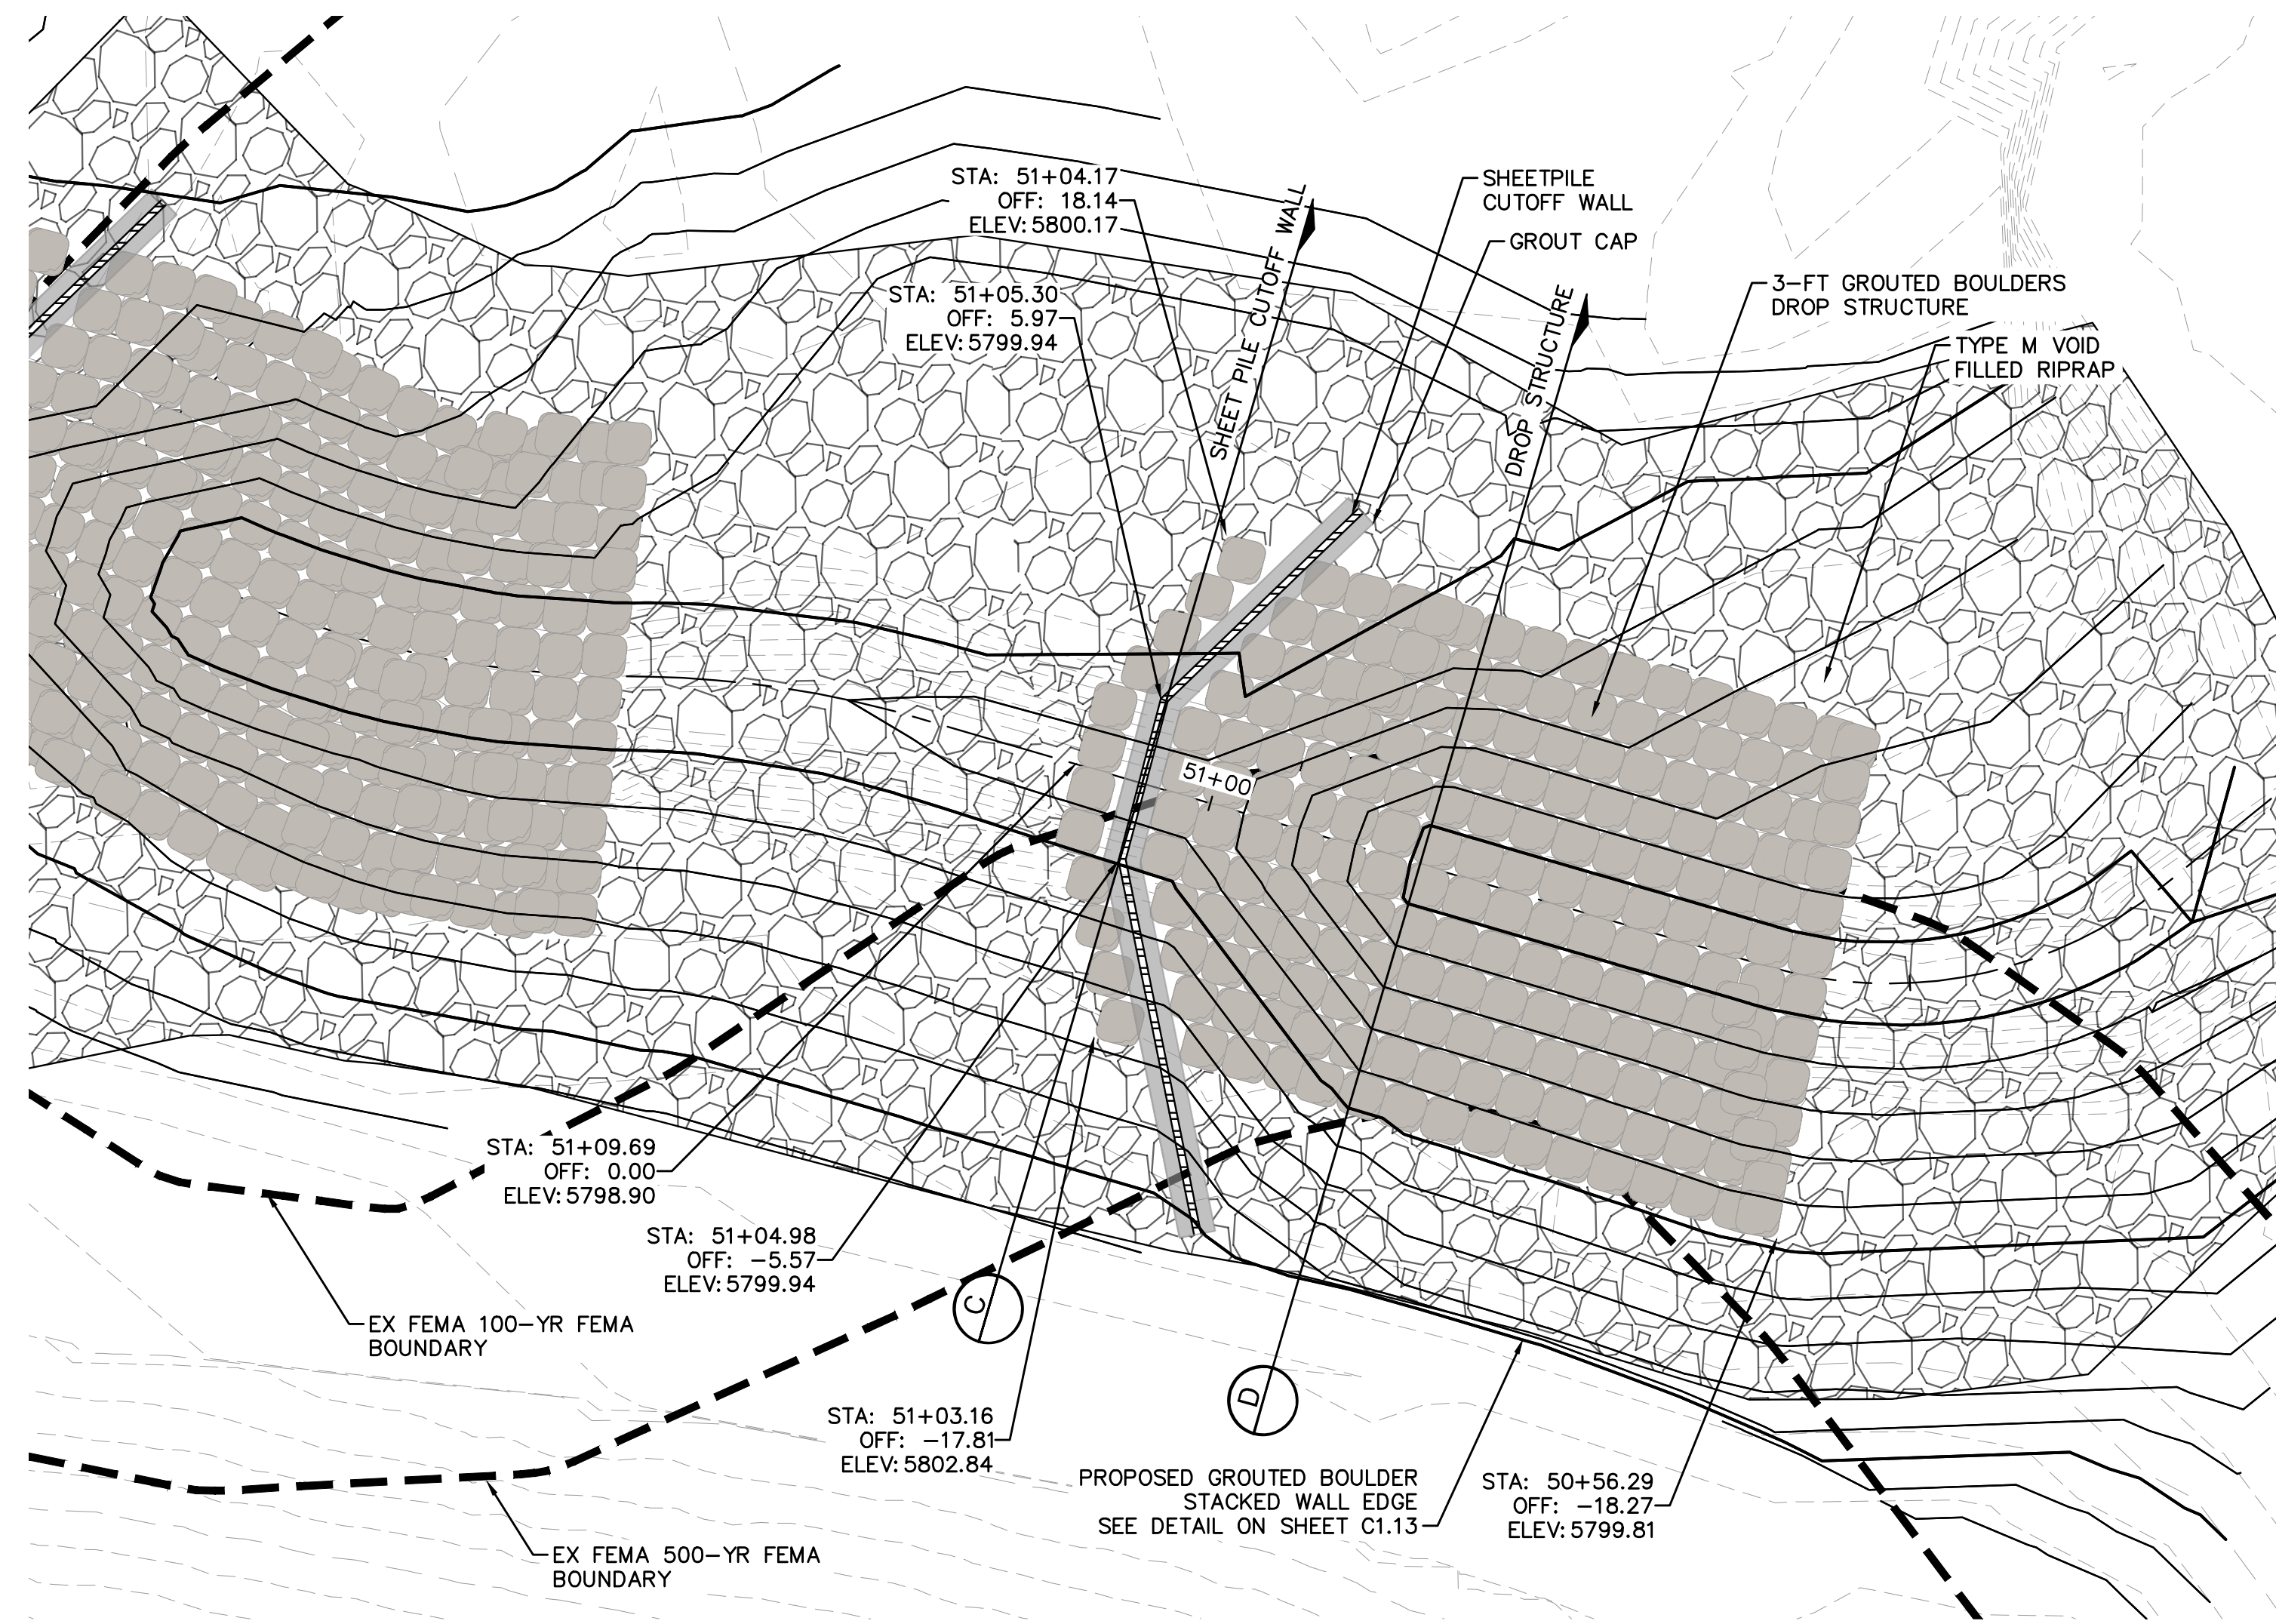 STA: 51+04.17
OFF: 18.14
ELEV:5800.17
SHEETPILE
CUTOFF WALL
GROUT CAP
SHEET PILE CUTOFF WALL
STA: 51+05.30
OFF: 5.97
ELEV:5799.94
DROP STRUCTURE
3-FT GROUTED BOULDERS
DROP STRUCTURE
TYPE M VOID
FILLED RIPRAP
51+00
STA: 51+09.69
OFF: 0.00
ELEV:5798.90
STA: 51+04.98
OFF: -5.57
ELEV:5799.94
C
EX FEMA 100-YR FEMA
BOUNDARY
D
STA: 51+03.16
OFF: -17.81
ELEV:5802.84
PROPOSED GROUTED BOULDER
STACKED WALL EDGE
SEE DETAIL ON SHEET C1.13
STA: 50+56.29
OFF: -18.27
ELEV:5799.81
EX FEMA 500-YR FEMA
BOUNDARY